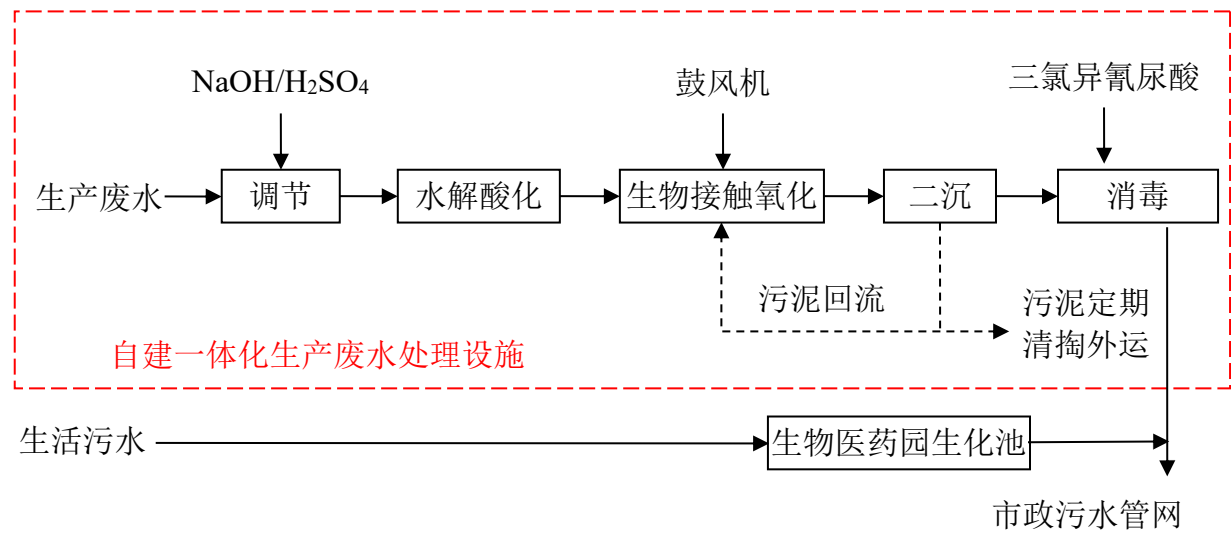 NaOH/H₂SO₄
鼓风机
三氯异氰尿酸
生产废水
调节
水解酸化
生物接触氧化
二沉
消毒
污泥回流
污泥定期
清掏外运
自建一体化生产废水处理设施
生活污水
生物医药园生化池
市政污水管网